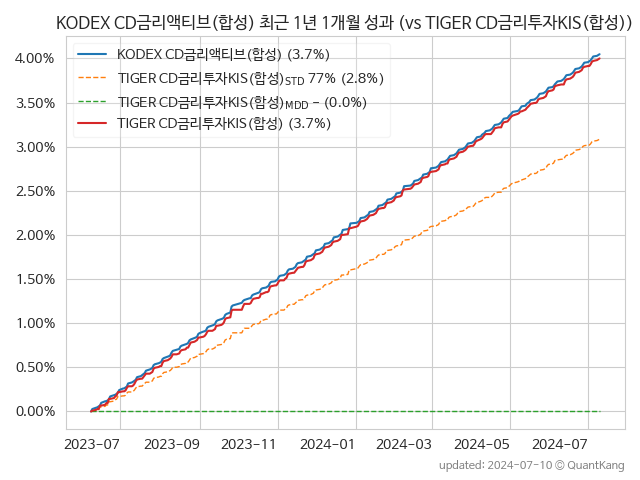 KODEX CD금리액티브(합성) 최근 1년 1개월 성과 (vs TIGER CD금리투자KIS(합성))
KODEX CD금리액티브(합성) (3.7%)
TIGER CD금리투자KIS(합성)STD 77% (2.8%)
TIGER CD금리투자KIS(합성)MDD − (0.0%)
TIGER CD금리투자KIS(합성) (3.7%)
4.00%
3.50%
3.00%
2.50%
2.00%
1.50%
1.00%
0.50%
0.00%
2023-07 2023-09 2023-11 2024-01 2024-03 2024-05 2024-07
updated: 2024-07-10 © QuantKang